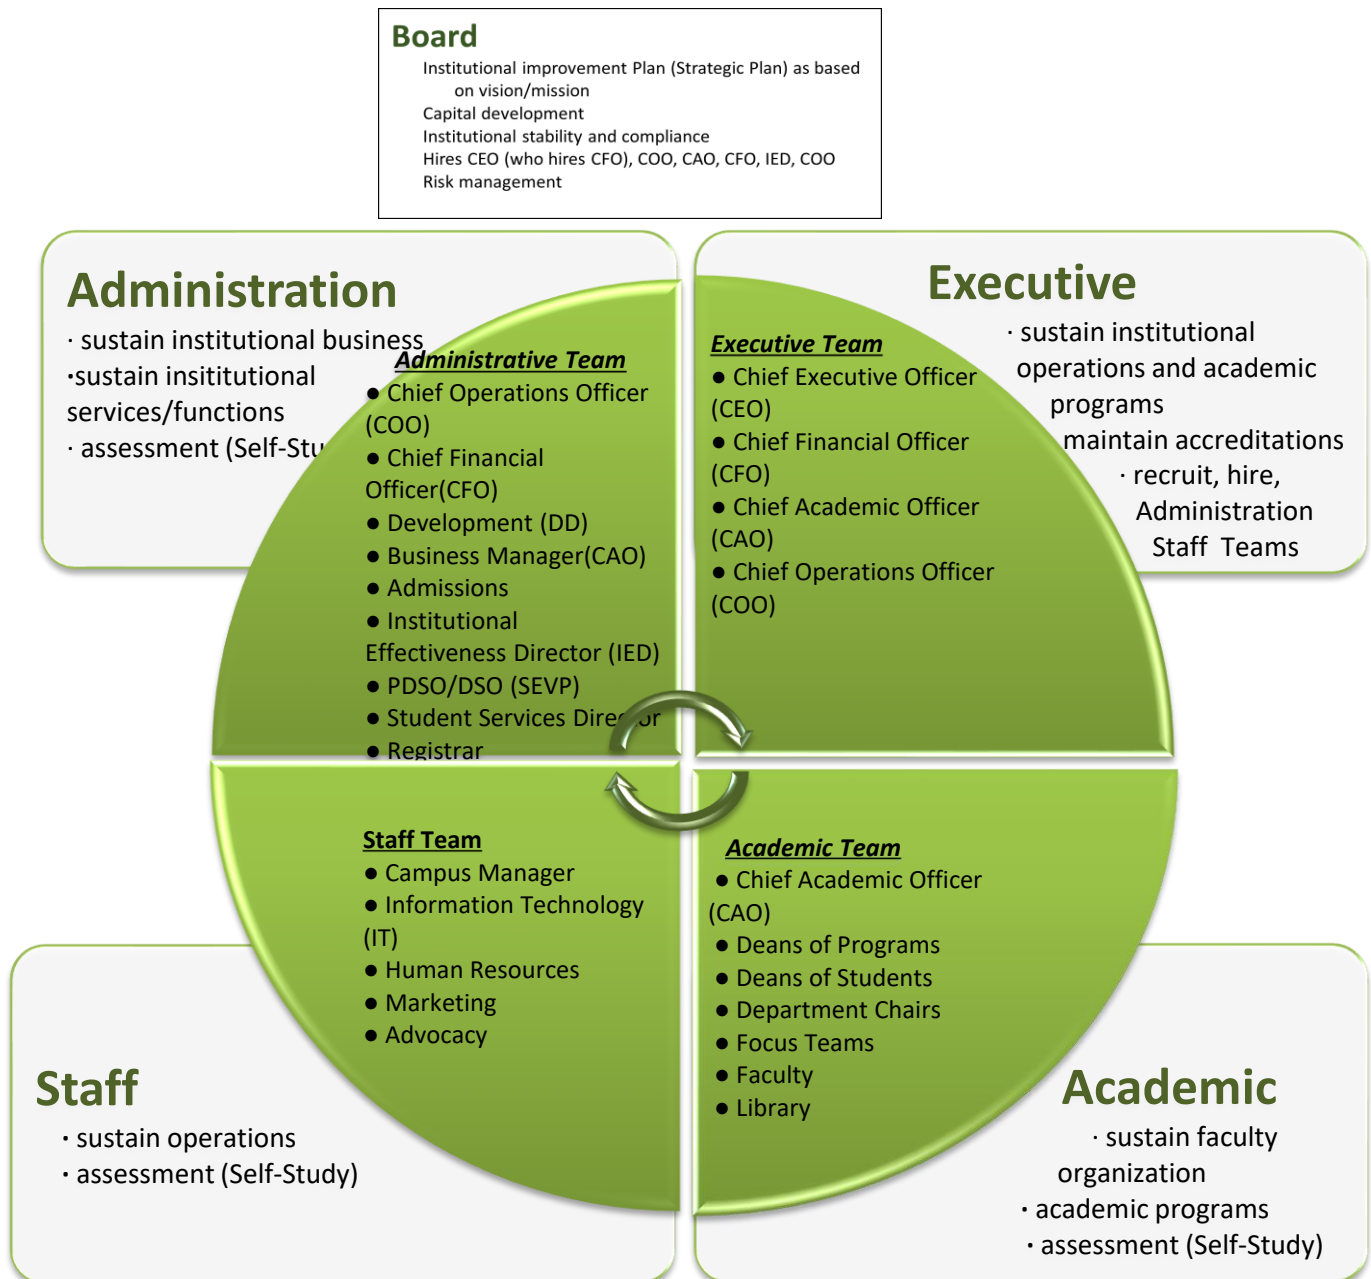 Board
Institutional improvement Plan (Strategic Plan) as based
on vision/mission
Capital development
Institutional stability and compliance
Hires CEO (who hires CFO), COO, CAO, CFO, IED, COO
Risk management
Administration
· sustain institutional business
·sustain insititutional
services/functions
· assessment (Self-Stu
Administrative Team
● Chief Operations Officer
(COO)
● Chief Financial
Officer(CFO)
● Development (DD)
● Business Manager(CAO)
● Admissions
● Institutional
Effectiveness Director (IED)
● PDSO/DSO (SEVP)
● Student Services Director
● Registrar
Executive
· sustain institutional
operations and academic
programs
maintain accreditations
· recruit, hire,
Administration
Staff Teams
Executive Team
● Chief Executive Officer
(CEO)
● Chief Financial Officer
(CFO)
● Chief Academic Officer
(CAO)
● Chief Operations Officer
(COO)
Staff Team
● Campus Manager
● Information Technology
(IT)
● Human Resources
● Marketing
● Advocacy
Staff
· sustain operations
· assessment (Self-Study)
Academic Team
● Chief Academic Officer
(CAO)
● Deans of Programs
● Deans of Students
● Department Chairs
● Focus Teams
● Faculty
● Library
Academic
· sustain faculty
organization
· academic programs
· assessment (Self-Study)